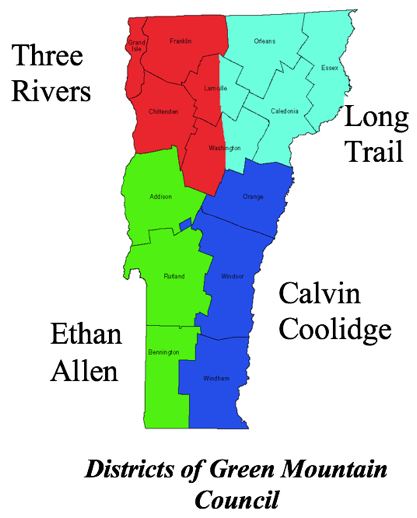 Three
Rivers
Grand
Isle
Franklin
Orleans
Essex
Lamoille
Chittenden
Caledonia
Long
Trail
Washington
Addison
Orange
Rutland
Windsor
Calvin
Coolidge
Ethan
Allen
Bennington
Windham
Districts of Green Mountain
Council